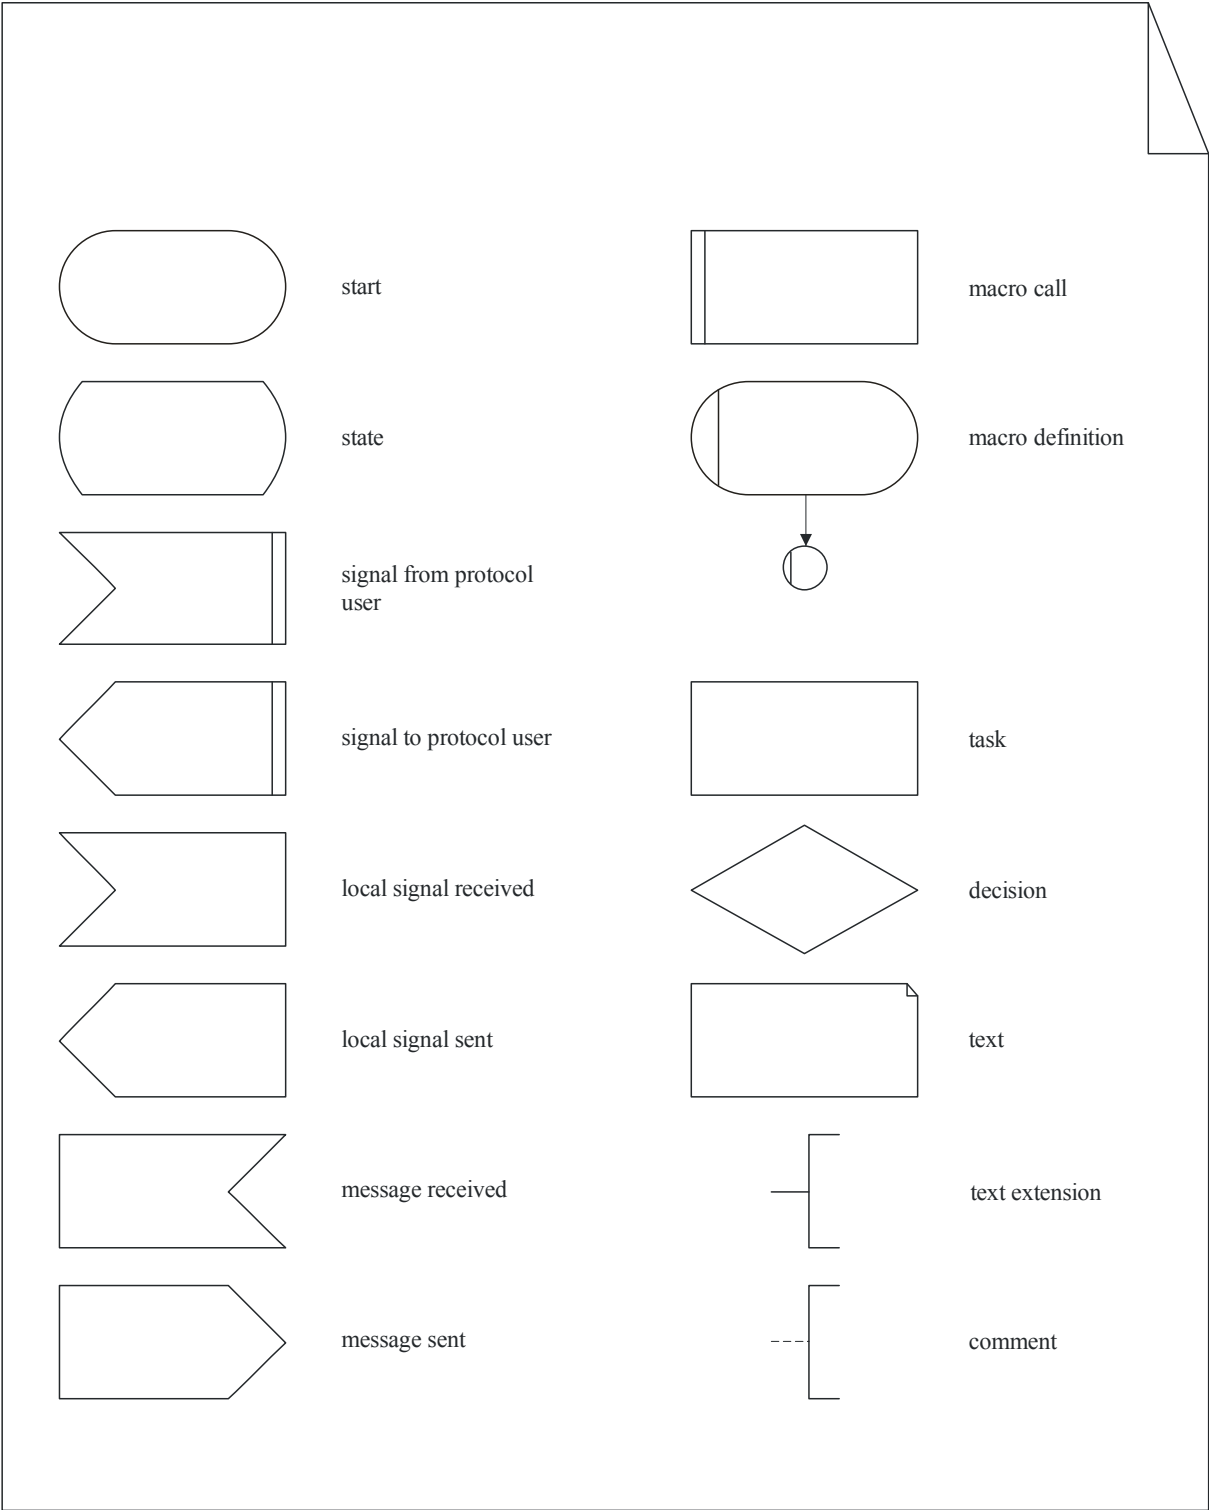 start
macro call
state
macro definition
signal from protocol
user
signal to protocol user
task
local signal received
decision
local signal sent
text
message received
text extension
message sent
comment